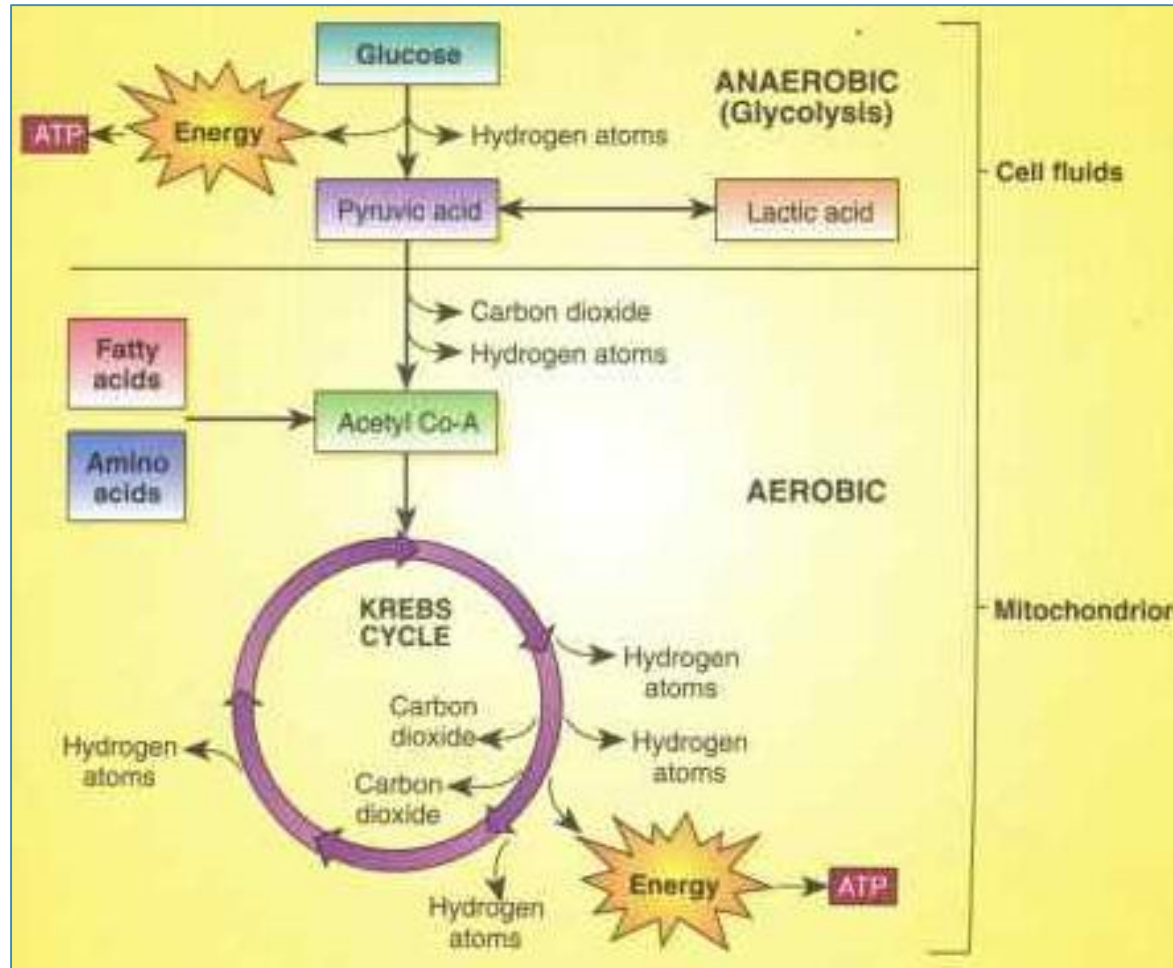 Glucose
ANAEROBIC
(Glycolysis)
ATP
Energy
Hydrogen atoms
Cell fluids
Pyruvic acid
Lactic acid
Carbon dioxide
Hydrogen atoms
Fatty
acids
Acetyl Co-A
Amino
acids
AEROBIC
KREBS
CYCLE
Mitochondrion
Hydrogen
atoms
Carbon
dioxide
Hydrogen
atoms
Hydrogen
atoms
Carbon
dioxide
Energy
ATP
Hydrogen
atoms